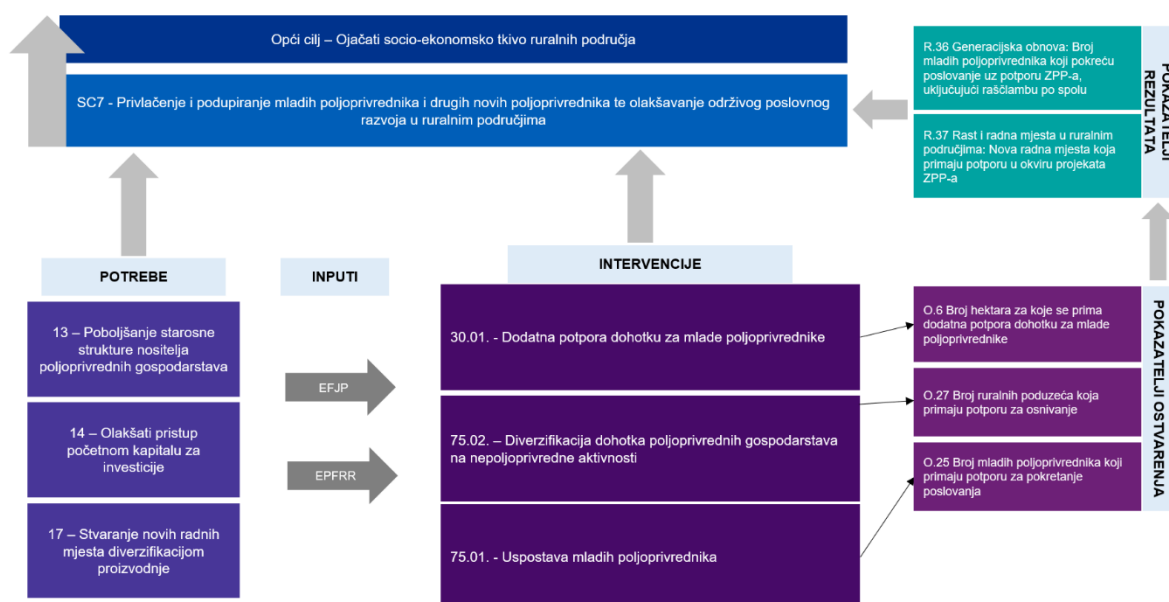 Opći cilj – Ojačati socio-ekonomsko tkivo ruralnih područja
SC7 - Privlačenje i podupiranje mladih poljoprivrednika i drugih novih poljoprivrednika te olakšavanje održivog poslovnog
razvoja u ruralnim područjima
R.36 Generacijska obnova: Broj
mladih poljoprivrednika koji pokreću
poslovanje uz potporu ZPP-a,
uključujući raščlambu po spolu
R.37 Rast i radna mjesta u ruralnim
područjima: Nova radna mjesta koja
primaju potporu u okviru projekata
ZPP-a
POKAZATELJI
REZULTATA
POTREBE
13 – Poboljšanje starosne
strukture nositelja
poljoprivrednih gospodarstava
14 – Olakšati pristup
početnom kapitalu za
investicije
17 – Stvaranje novih radnih
mjesta diverzifikacijom
proizvodnje
INPUTI
EFJP
EPFRR
INTERVENCIJE
30.01. - Dodatna potpora dohotku za mlade poljoprivrednike
75.02. – Diverzifikacija dohotka poljoprivrednih gospodarstava
na nepoljoprivredne aktivnosti
75.01. - Uspostava mladih poljoprivrednika
O.6 Broj hektara za koje se prima
dodatna potpora dohotku za mlade
poljoprivrednike
O.27 Broj ruralnih poduzeća koja
primaju potporu za osnivanje
O.25 Broj mladih poljoprivrednika koji
primaju potporu za pokretanje
poslovanja
POKAZATELJI OSTVARENJA